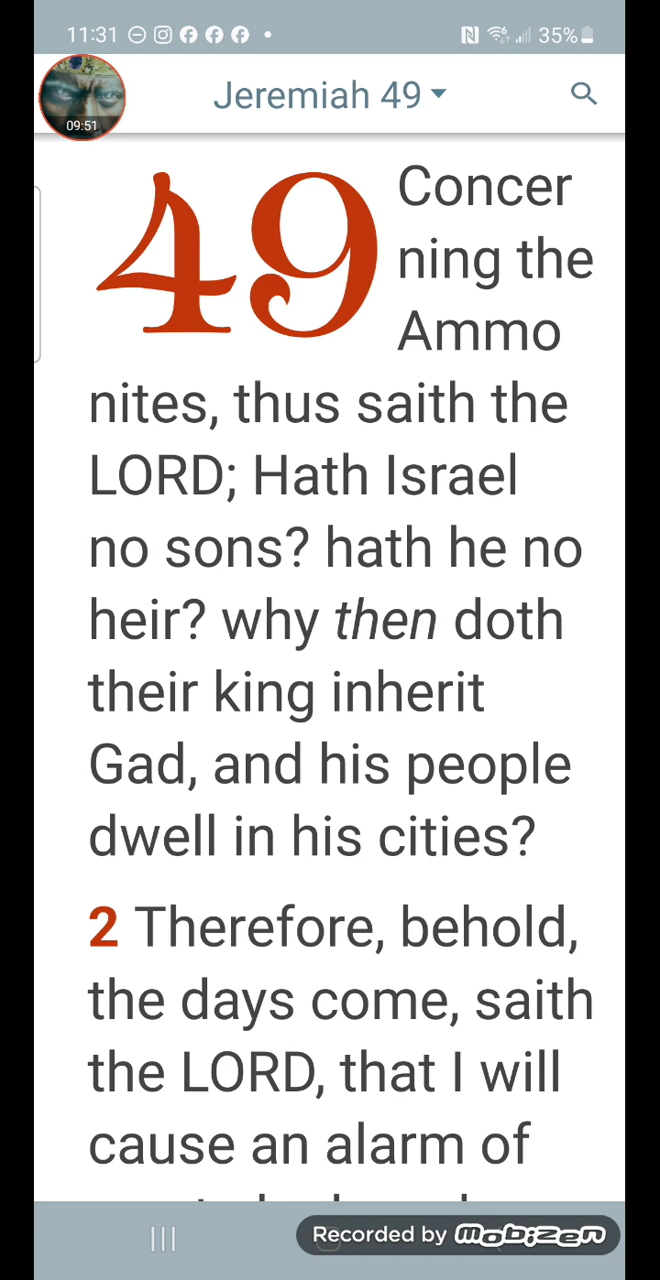 11:31
35%
09:51
Jeremiah 49
49 Concer
ning the
Ammo
nites, thus saith the
LORD; Hath Israel
no sons? hath he no
heir? why then doth
their king inherit
Gad, and his people
dwell in his cities?
2 Therefore, behold,
the days come, saith
the LORD, that I will
cause an alarm of
Recorded by Mobizen